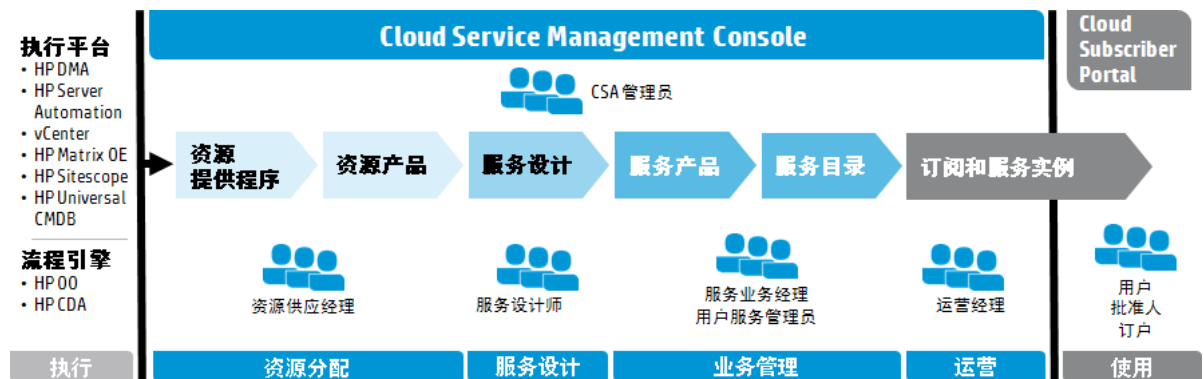 执行平台
• HP DMA
• HP Server
Automation
• vCenter
• HP Matrix OE
• HP Sitescope
• HP Universal
CMDB
流程引擎
• HP OO
• HP CDA
执行
Cloud Service Management Console
CSA 管理员
资源
提供程序
资源产品
服务设计
服务产品
服务目录
订阅和服务实例
资源供应经理
服务设计师
服务业务经理
用户服务管理员
运营经理
资源分配
服务设计
业务管理
运营
Cloud
Subscriber
Portal
用户
批准人
订户
使用